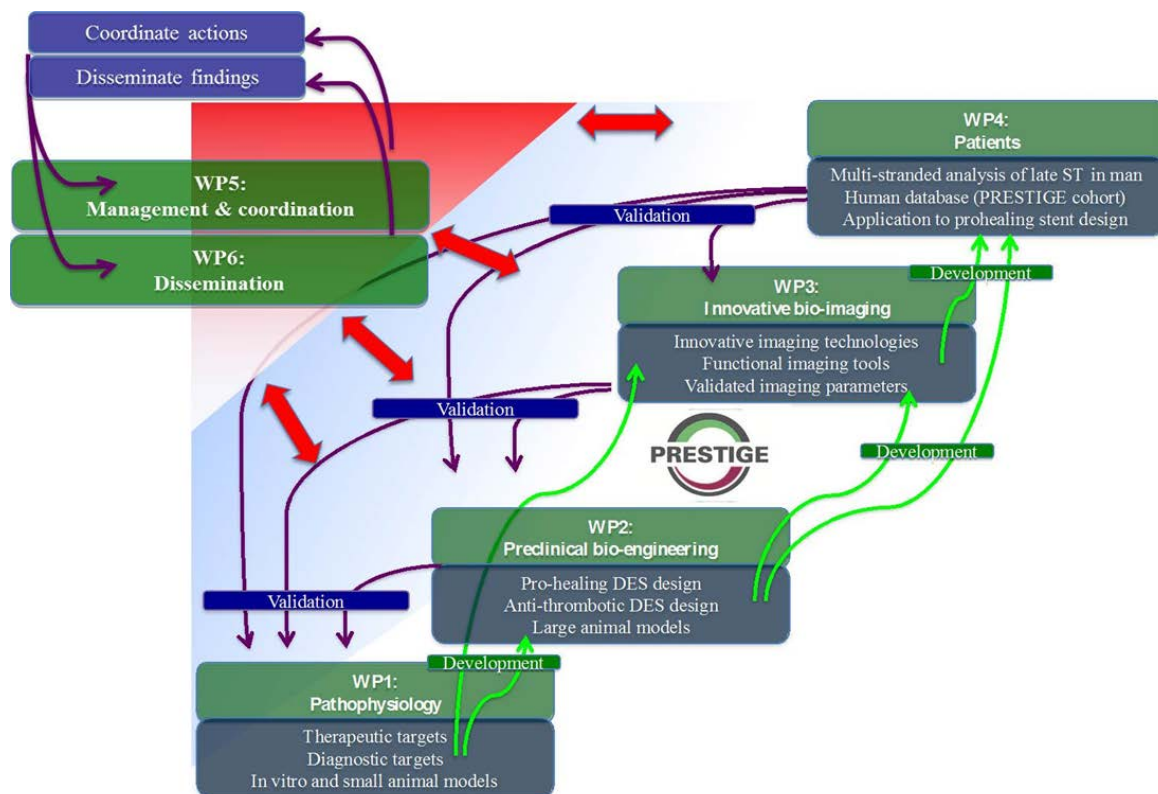 Coordinate actions
Disseminate findings
WP5:
Management & coordination
WP6:
Dissemination
WP4:
Patients
Multi-stranded analysis of late ST in man
Human database (PRESTIGE cohort)
Application to prohealing stent design
Validation
Development
WP3:
Innovative bio-imaging
Innovative imaging technologies
Functional imaging tools
Validated imaging parameters
Validation
PRESTIGE
Development
WP2:
Preclinical bio-engineering
Pro-healing DES design
Anti-thrombotic DES design
Large animal models
Validation
Development
WP1:
Pathophysiology
Therapeutic targets
Diagnostic targets
In vitro and small animal models